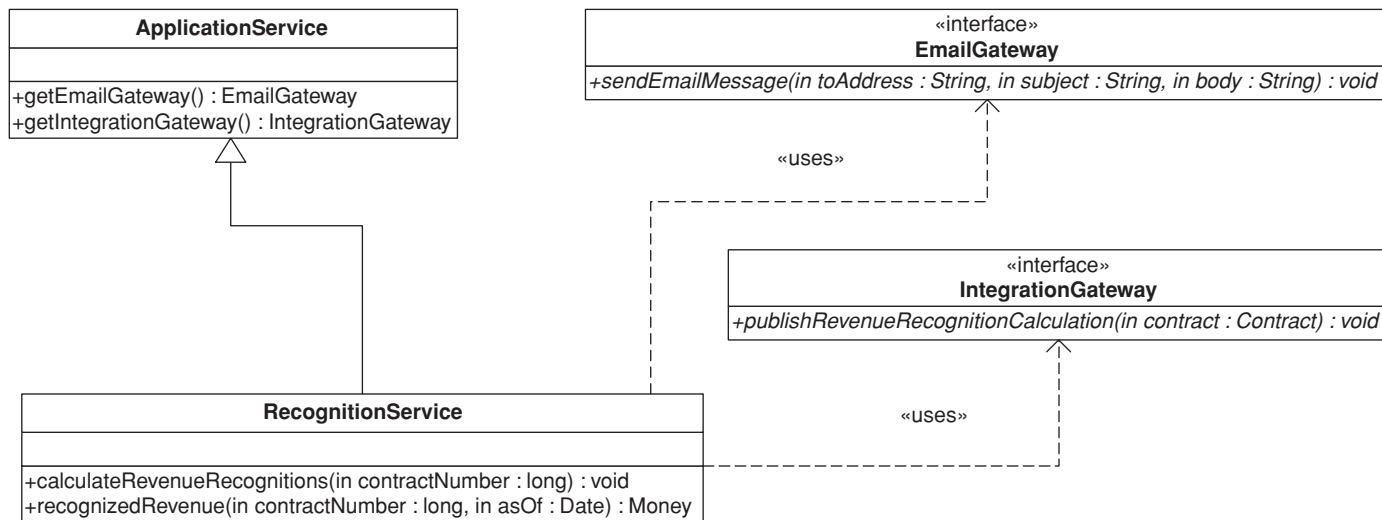 ApplicationService
+getEmailGateway() : EmailGateway
+getIntegrationGateway() : IntegrationGateway
«interface»
EmailGateway
+sendEmailMessage(in toAddress : String, in subject : String, in body : String) : void
«uses»
«interface»
IntegrationGateway
+publishRevenueRecognitionCalculation(in contract : Contract) : void
RecognitionService
+calculateRevenueRecognitions(in contractNumber : long) : void
+recognizedRevenue(in contractNumber : long, in asOf : Date) : Money
«uses»